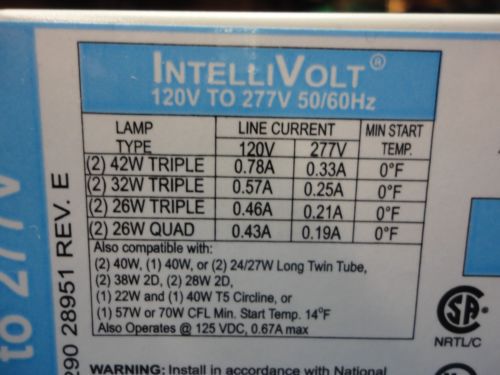 INTELLIVOLT®
120V TO 277V 50/60Hz
LAMP TYPE LINE CURRENT MIN START TEMP.
120V 277V
(2) 42W TRIPLE 0.78A 0.33A 0°F
(2) 32W TRIPLE 0.57A 0.25A 0°F
(2) 26W TRIPLE 0.46A 0.21A 0°F
(2) 26W QUAD 0.43A 0.19A 0°F
Also compatible with:
(2) 40W, (1) 40W, or (2) 24/27W Long Twin Tube,
(2) 38W 2D, (2) 28W 2D,
(1) 22W and (1) 40W T5 Circline, or
(1) 57W or 70W CFL Min. Start Temp. 14°F
Also Operates @ 125 VDC, 0.67A max
WARNING: Install in accordance with National
to 277V
290 28951 REV. E
SA
NRTL/C